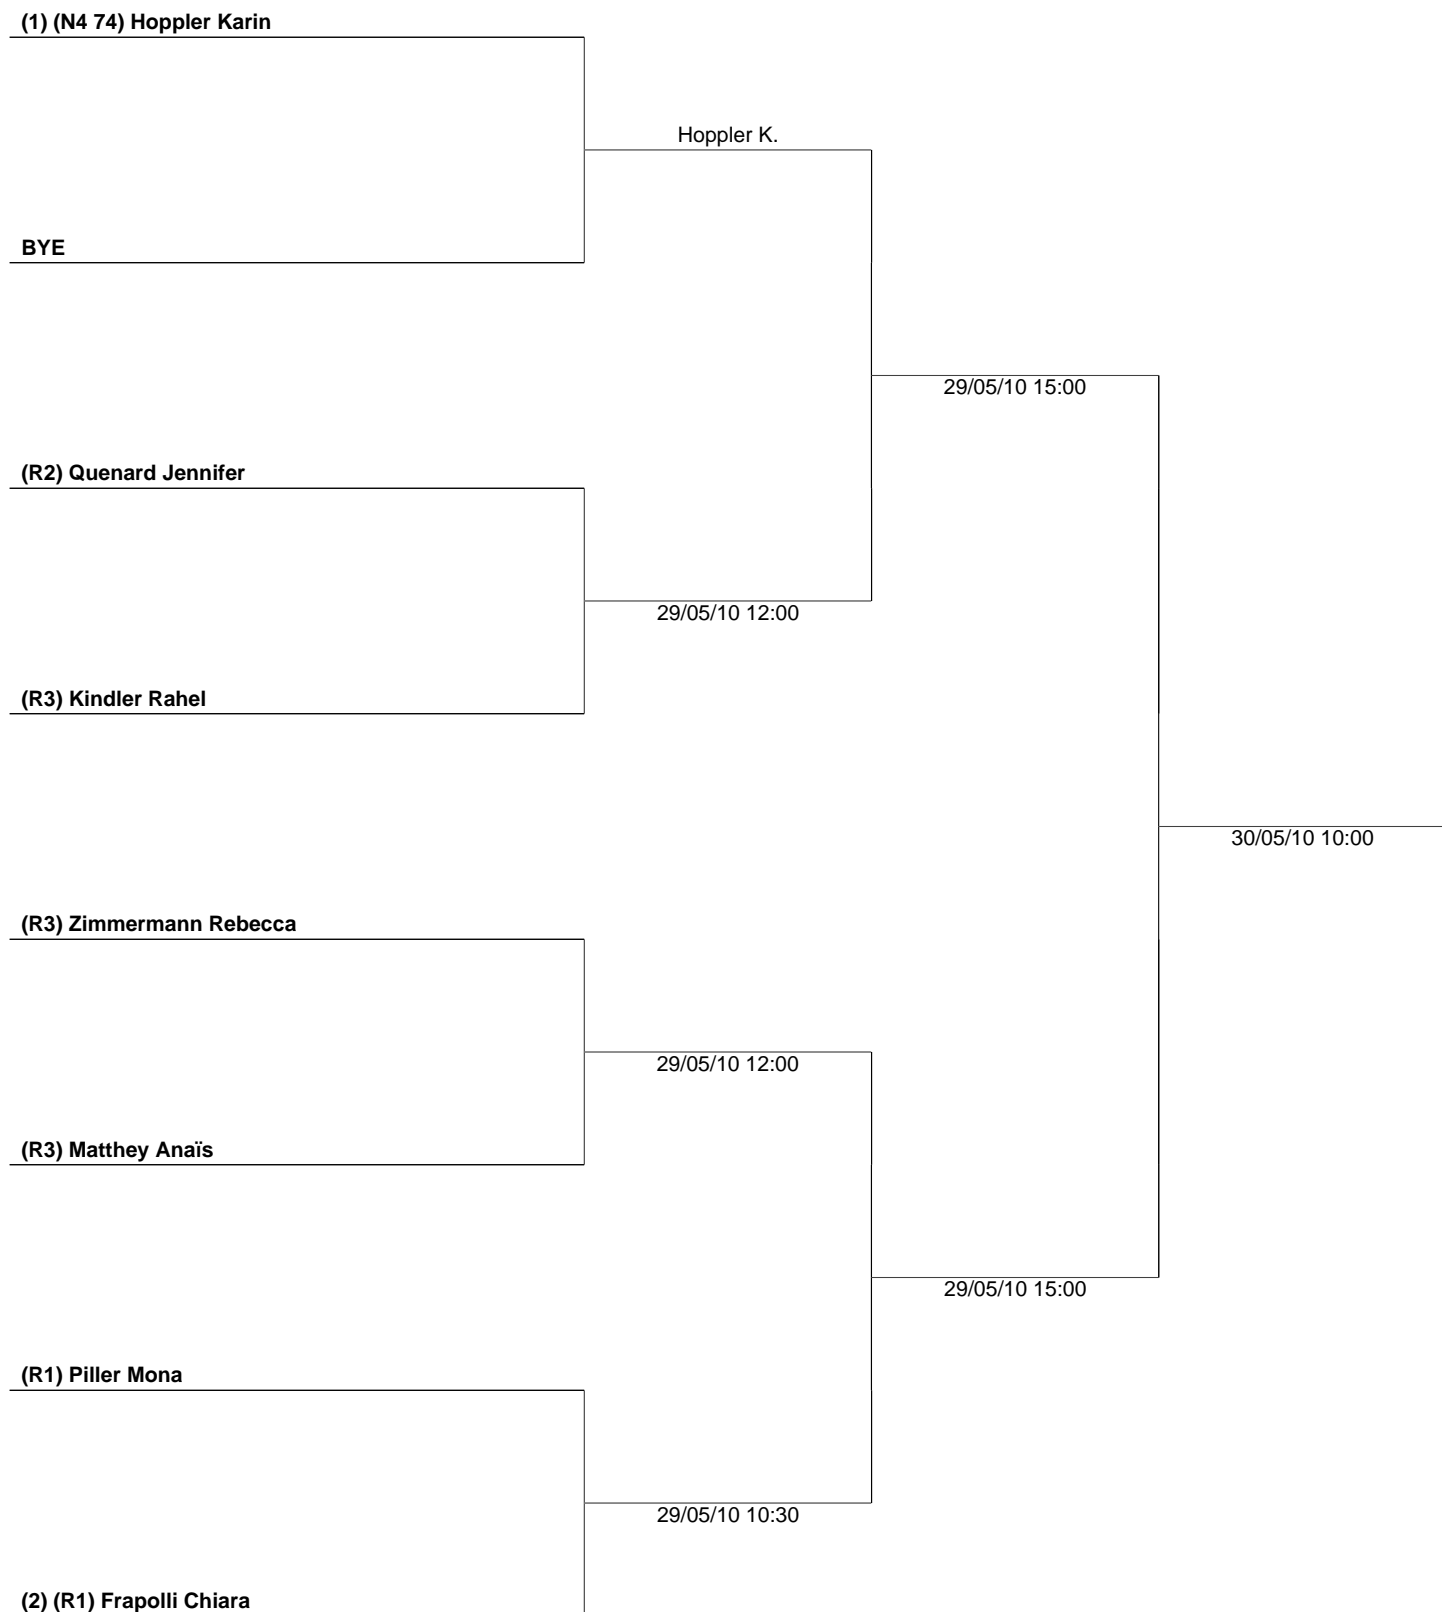 (1) (N4 74) Hoppler Karin
Hoppler K.
BYE
29/05/10 15:00
(R2) Quenard Jennifer
29/05/10 12:00
(R3) Kindler Rahel
30/05/10 10:00
(R3) Zimmermann Rebecca
29/05/10 12:00
(R3) Matthey Anaïs
29/05/10 15:00
(R1) Piller Mona
29/05/10 10:30
(2) (R1) Frapolli Chiara